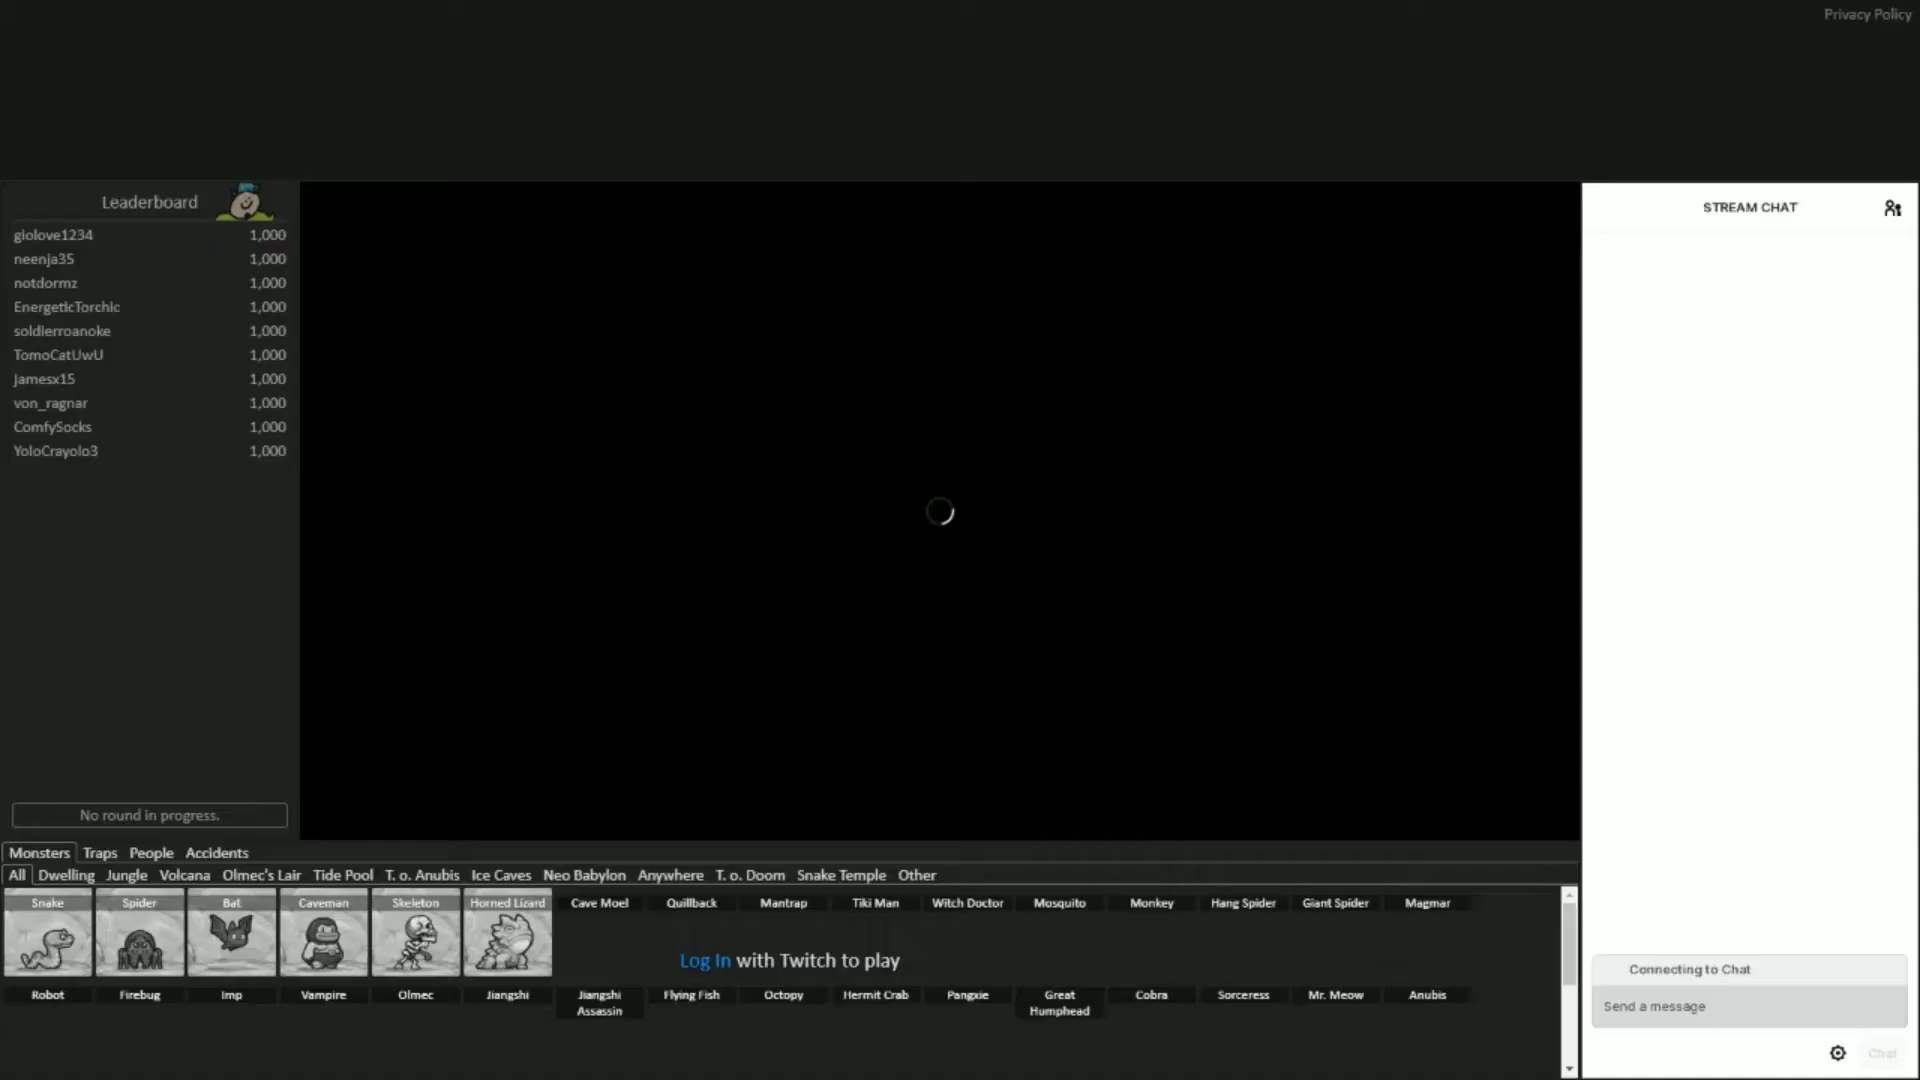 Privacy Policy
Leaderboard
giolove1234 1,000
neenja35 1,000
notdormz 1,000
EnergeticTorchic 1,000
soldierroanoke 1,000
TomoCatUwU 1,000
jamesx15 1,000
von_ragnar 1,000
ComfySocks 1,000
YoloCrayolo3 1,000
No round in progress.
STREAM CHAT
Monsters Traps People Accidents
All Dwelling Jungle Volcana Olmec's Lair Tide Pool T. o. Anubis Ice Caves Neo Babylon Anywhere T. o. Doom Snake Temple Other
Snake Spider Bat Caveman Skeleton Horned Lizard Cave Moel Quillback Mantrap Tiki Man Witch Doctor Mosquito Monkey Hang Spider Giant Spider Magmar
Log In with Twitch to play
Robot Firebug Imp Vampire Olmec Jiangshi Jiangshi Flying Fish Octopy Hermit Crab Pangxie Great Cobra Sorceress Mr. Meow Anubis
Assassin Humphead
Connecting to Chat
Send a message
Chat